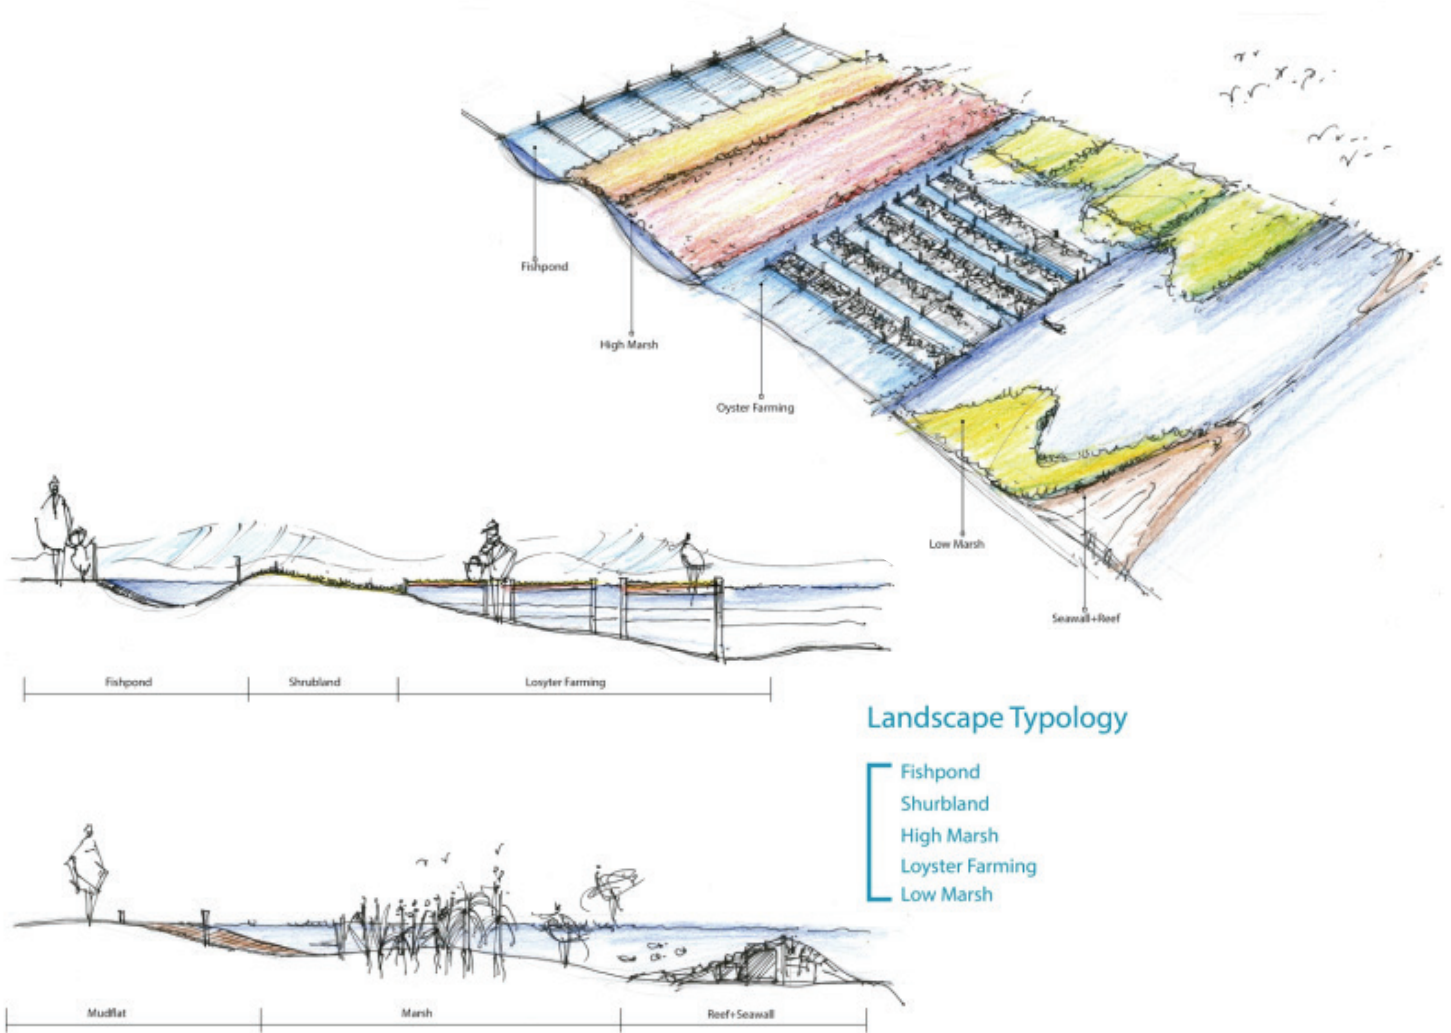 Fishpond
High Marsh
Oyster Farming
Low Marsh
Seawall+Reef
Fishpond
Shrubland
Losyter Farming
Landscape Typology
Fishpond
Shurbland
High Marsh
Loyster Farming
Low Marsh
Mudflat
Marsh
Reef+Seawall